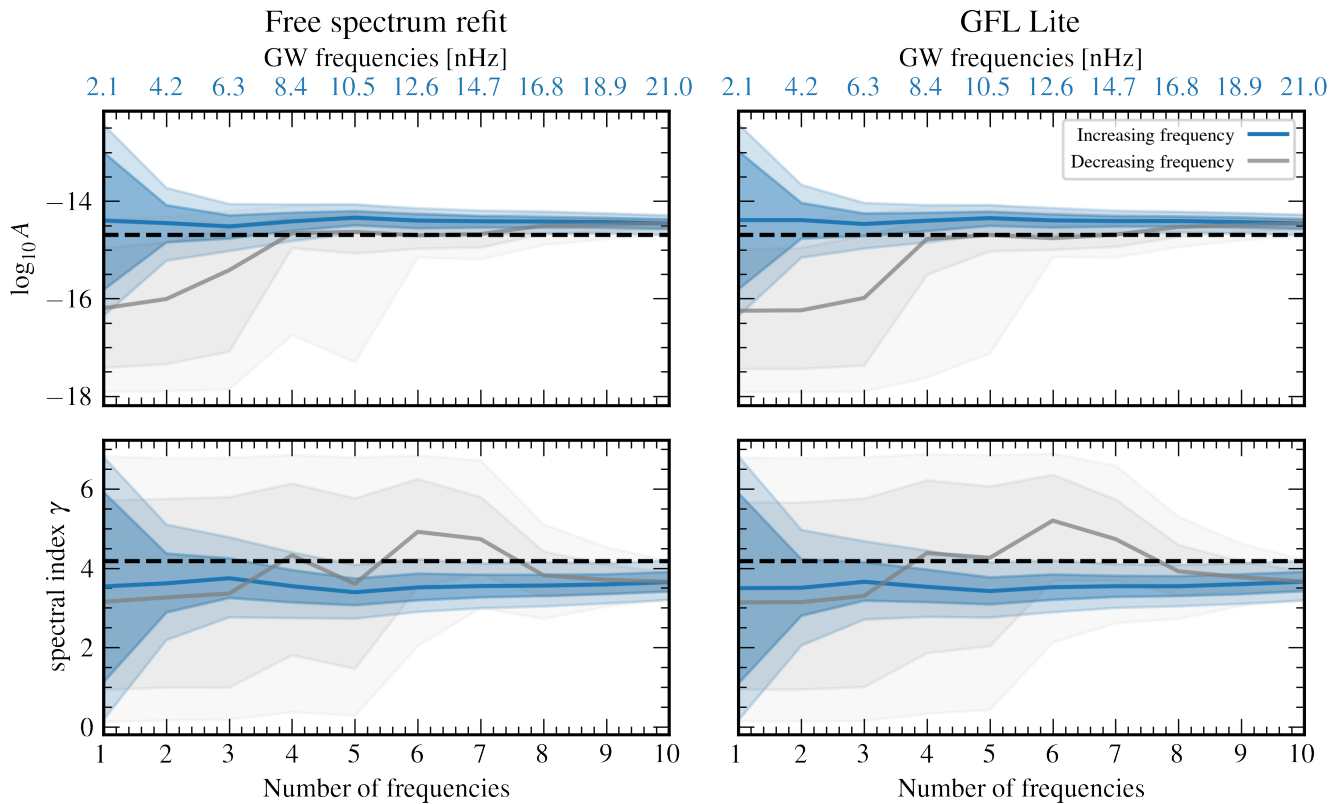 Free spectrum refit
GW frequencies [nHz]
2.1 4.2 6.3 8.4 10.5 12.6 14.7 16.8 18.9 21.0
log₁₀ A
−14
−16
−18
spectral index γ
6
4
2
0
1 2 3 4 5 6 7 8 9 10
Number of frequencies
GFL Lite
GW frequencies [nHz]
2.1 4.2 6.3 8.4 10.5 12.6 14.7 16.8 18.9 21.0
Increasing frequency
Decreasing frequency
1 2 3 4 5 6 7 8 9 10
Number of frequencies